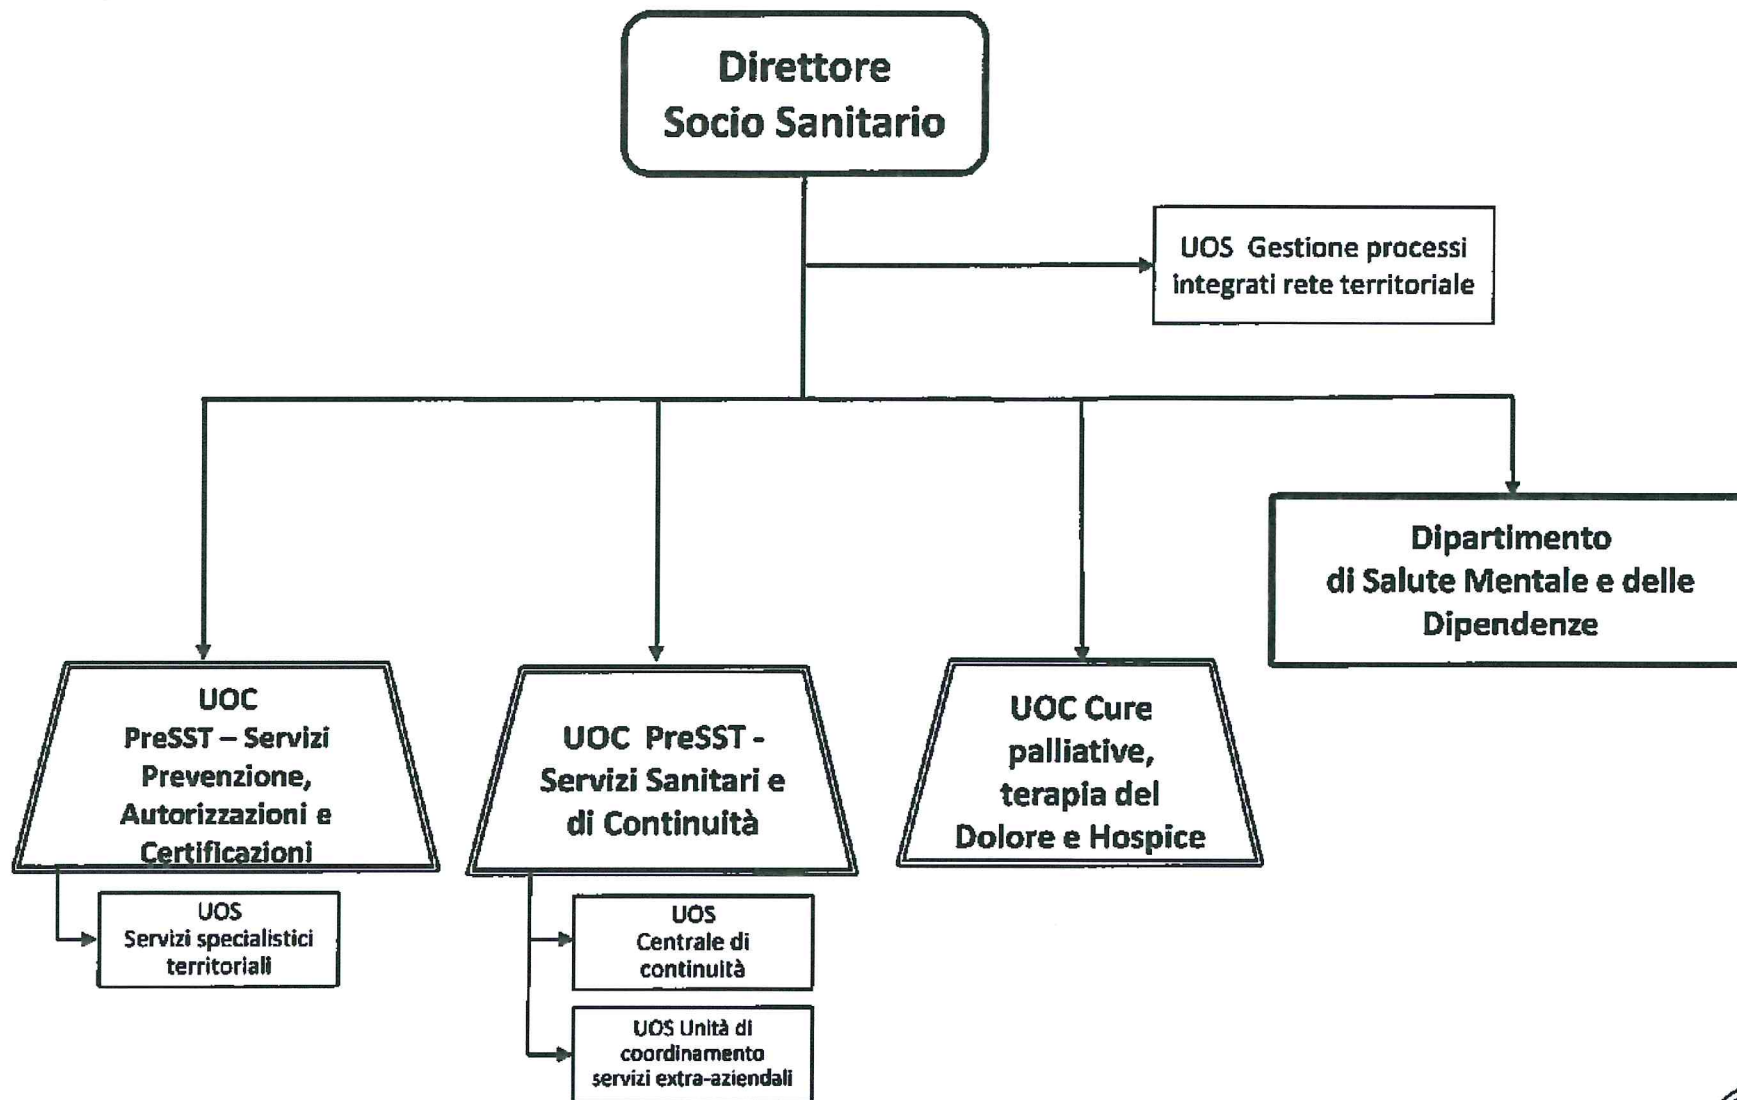 Direttore
Socio Sanitario
UOS Gestione processi
integrati rete territoriale
Dipartimento
di Salute Mentale e delle
Dipendenze
UOC
PreSST – Servizi
Prevenzione,
Autorizzazioni e
Certificazioni
UOC PreSST -
Servizi Sanitari e
di Continuità
UOC Cure
palliative,
terapia del
Dolore e Hospice
UOS
Servizi specialistici
territoriali
UOS
Centrale di
continuità
UOS Unità di
coordinamento
servizi extra-aziendali